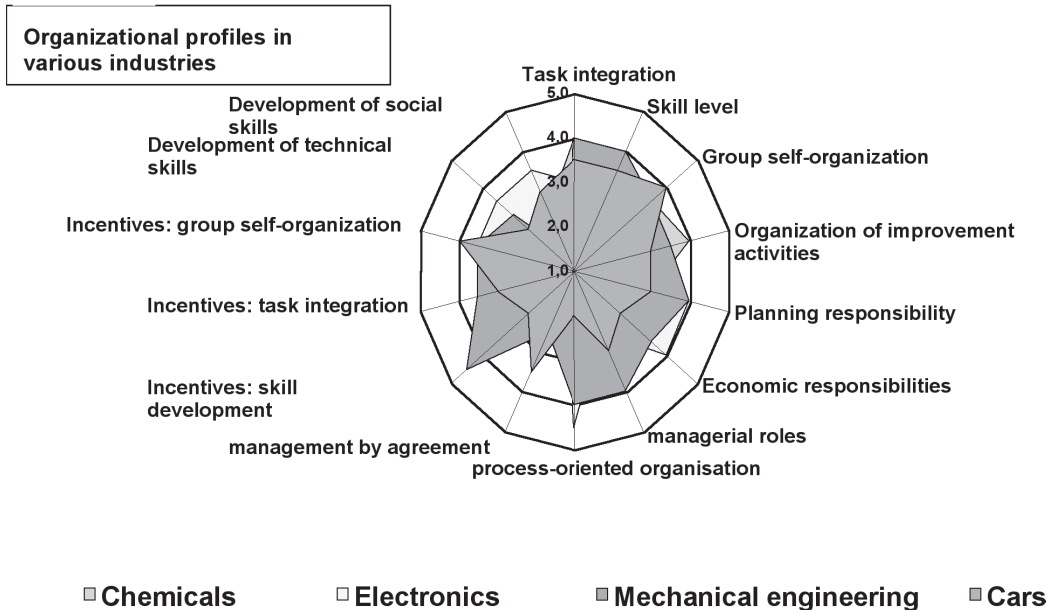 Organizational profiles in
various industries
Task integration
5,0
Skill level
Development of social
skills
4,0
Development of technical
skills
Group self-organization
3,0
Incentives: group self-organization
2,0
Organization of improvement
activities
1,0
Incentives: task integration
Planning responsibility
Incentives: skill
development
Economic responsibilities
management by agreement
managerial roles
process-oriented organisation
Chemicals
Electronics
Mechanical engineering
Cars